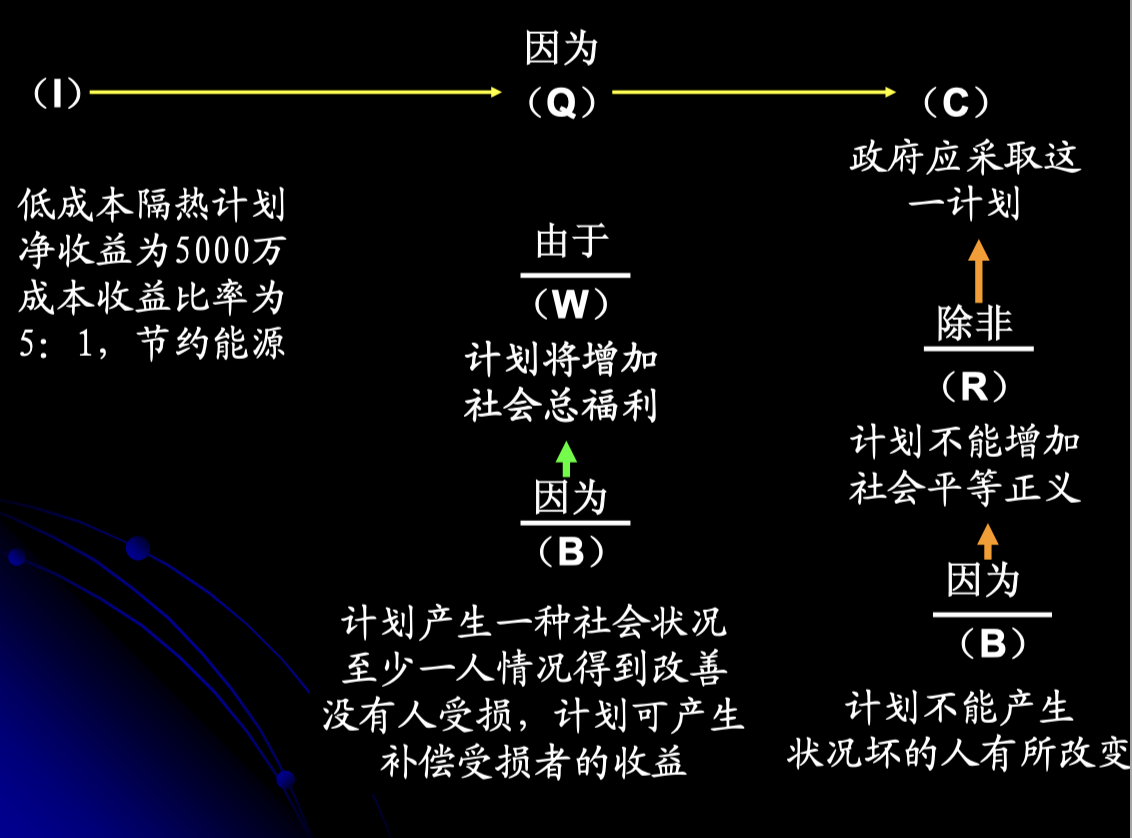 因为
（I）
（Q）
（C）
政府应采取这
一计划
低成本隔热计划
净收益为5000万
成本收益比率为
5：1，节约能源
由于
（W）
计划将增加
社会总福利
因为
（B）
计划产生一种社会状况
至少一人情况得到改善
没有人受损，计划可产生
补偿受损者的收益
除非
（R）
计划不能增加
社会平等正义
因为
（B）
计划不能产生
状况坏的人有所改变